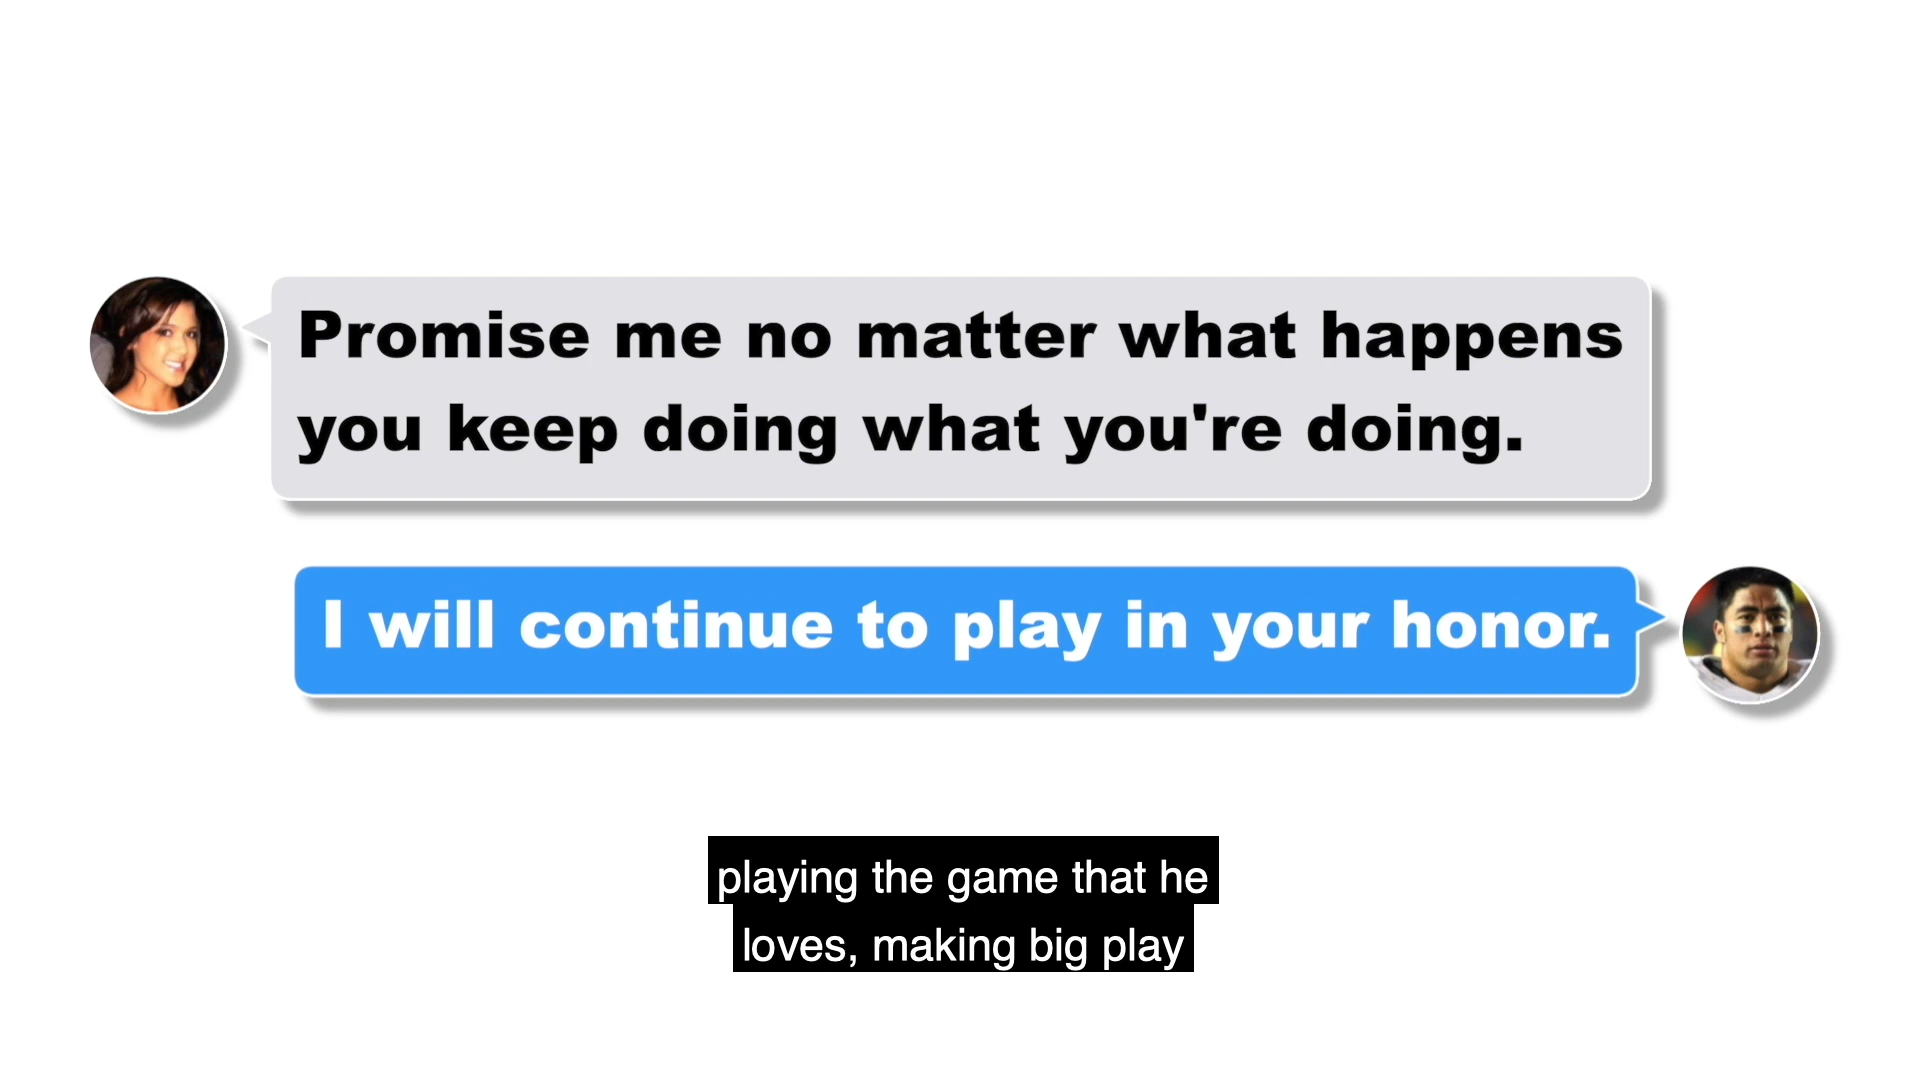 Promise me no matter what happens
you keep doing what you're doing.
I will continue to play in your honor.
playing the game that he
loves, making big play